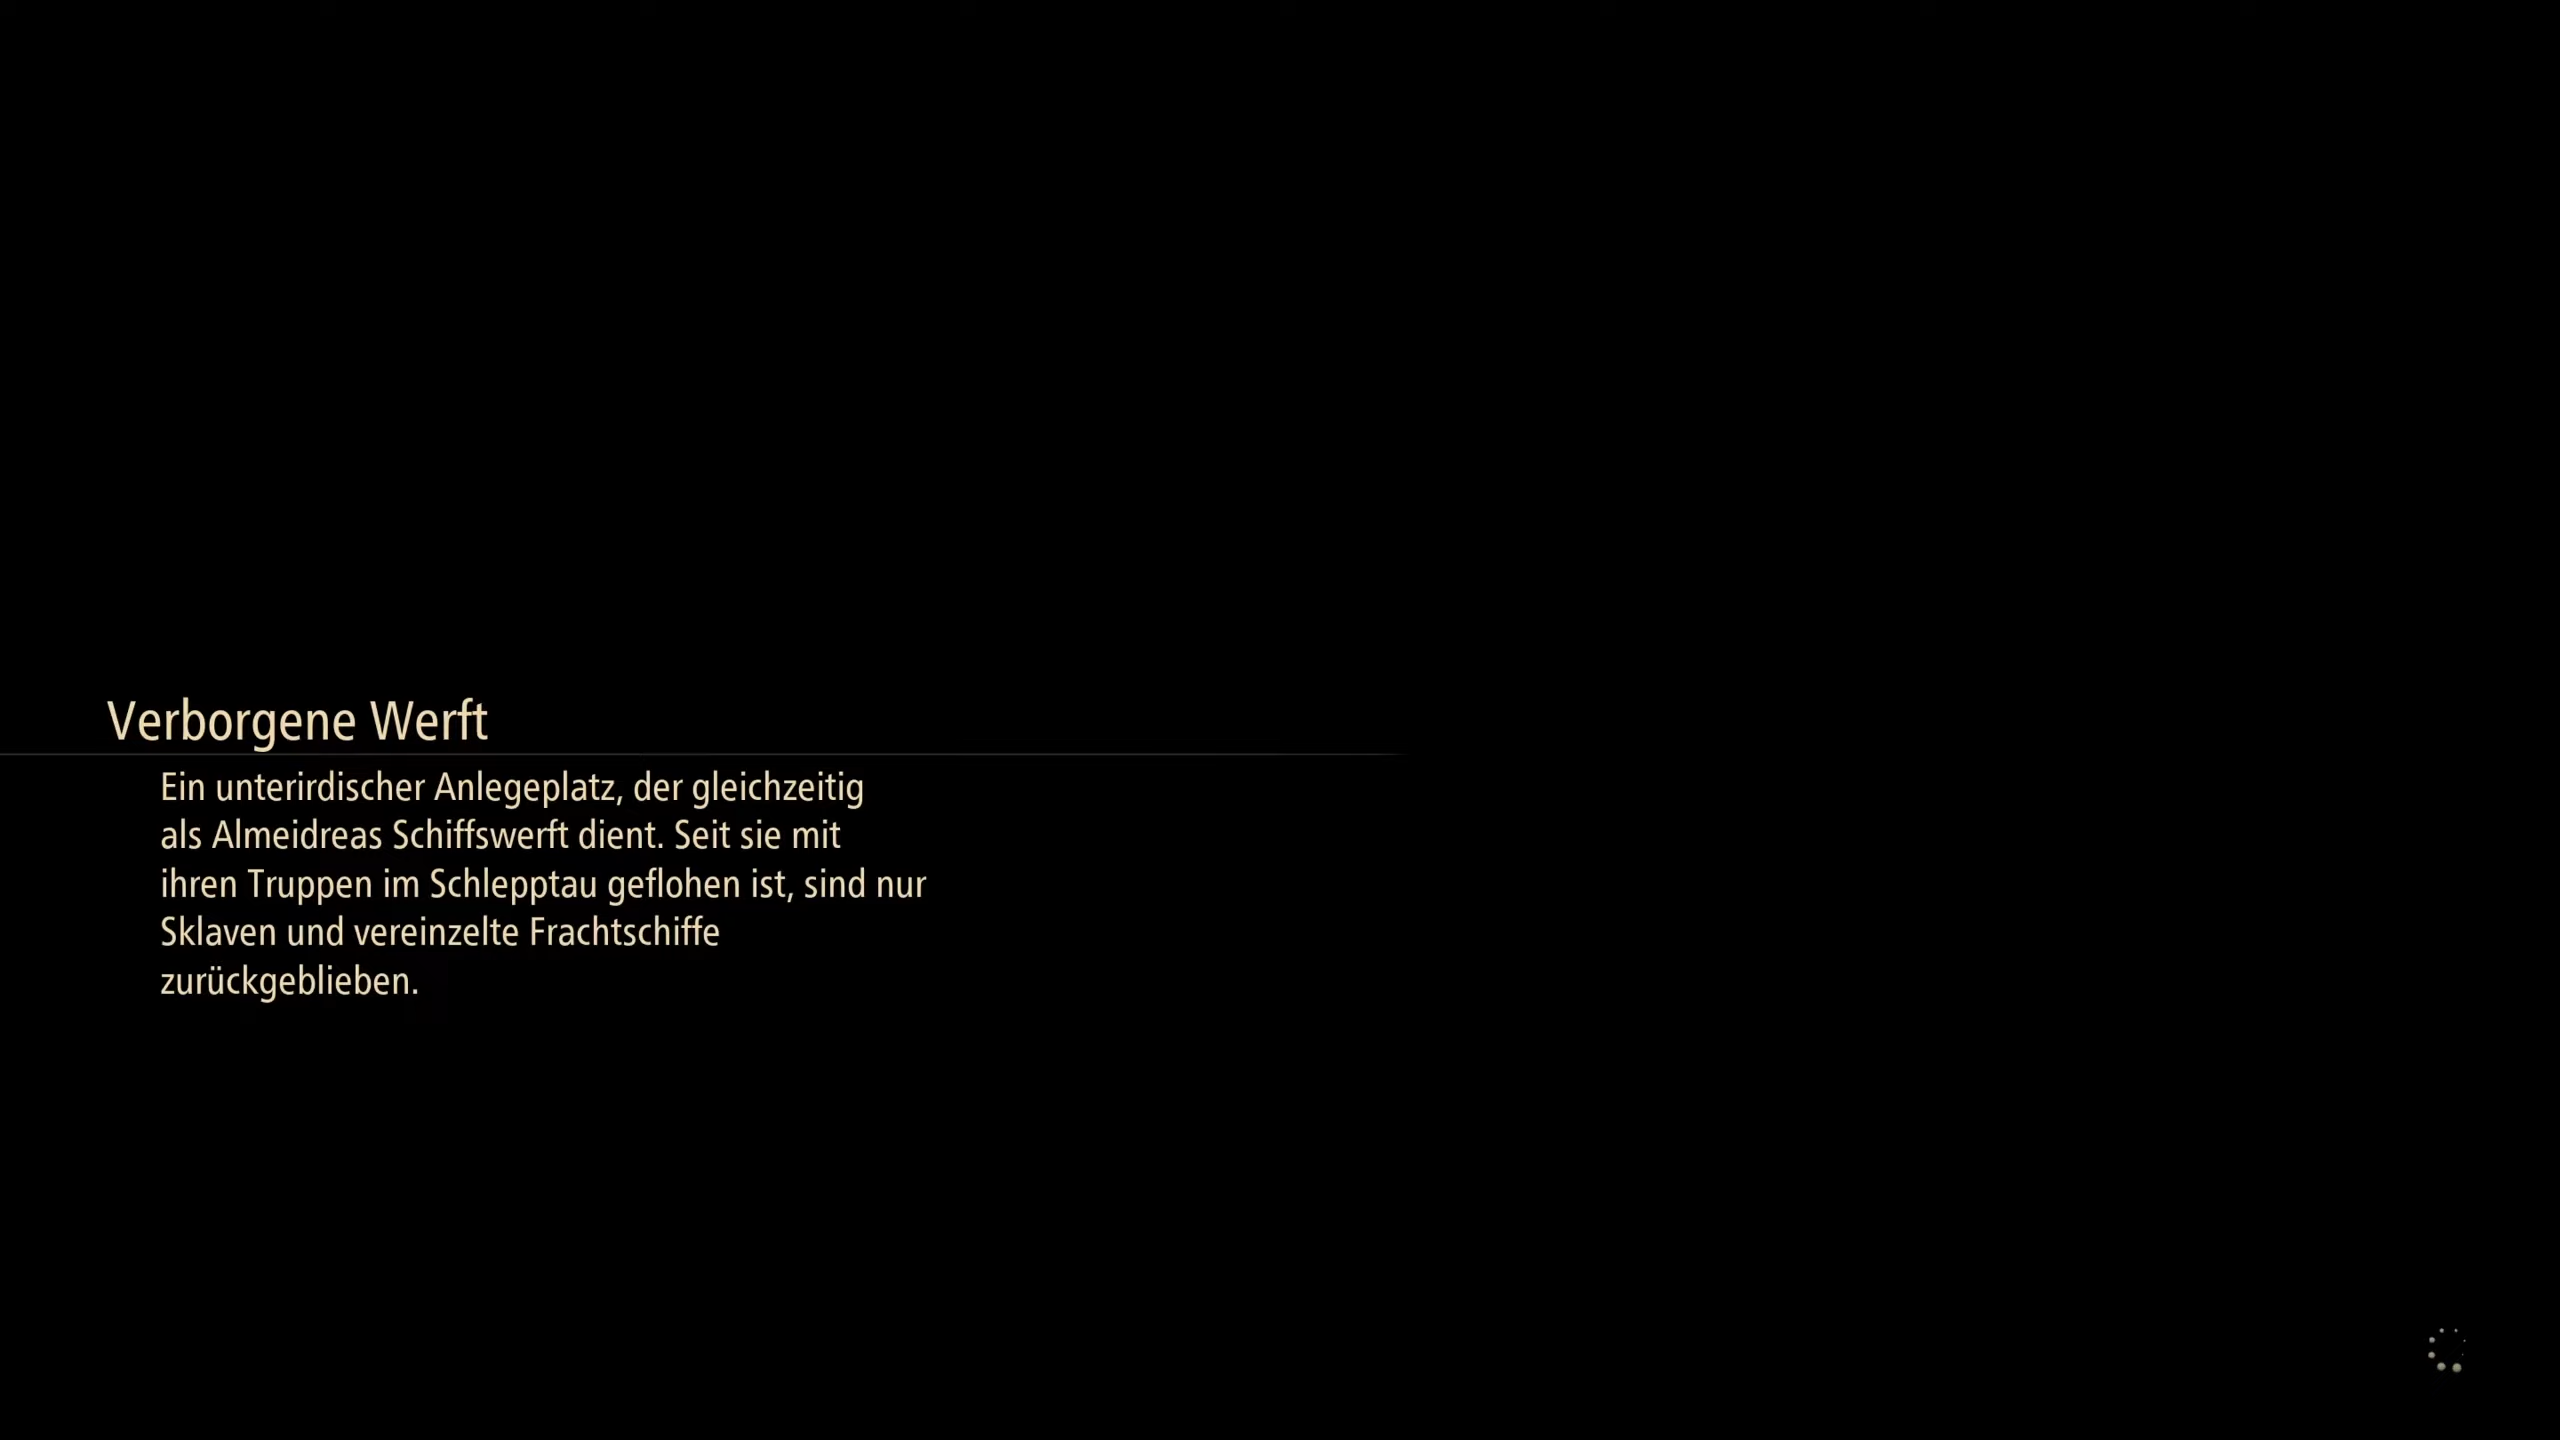 Verborgene Werft
Ein unterirdischer Anlegeplatz, der gleichzeitig
als Almeidreas Schiffswerft dient. Seit sie mit
ihren Truppen im Schlepptau geflohen ist, sind nur
Sklaven und vereinzelte Frachtschiffe
zurückgeblieben.